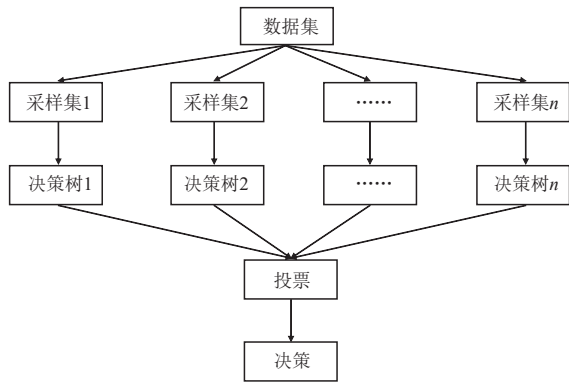 数据集
采样集1
采样集2
……
采样集n
决策树1
决策树2
……
决策树n
投票
决策